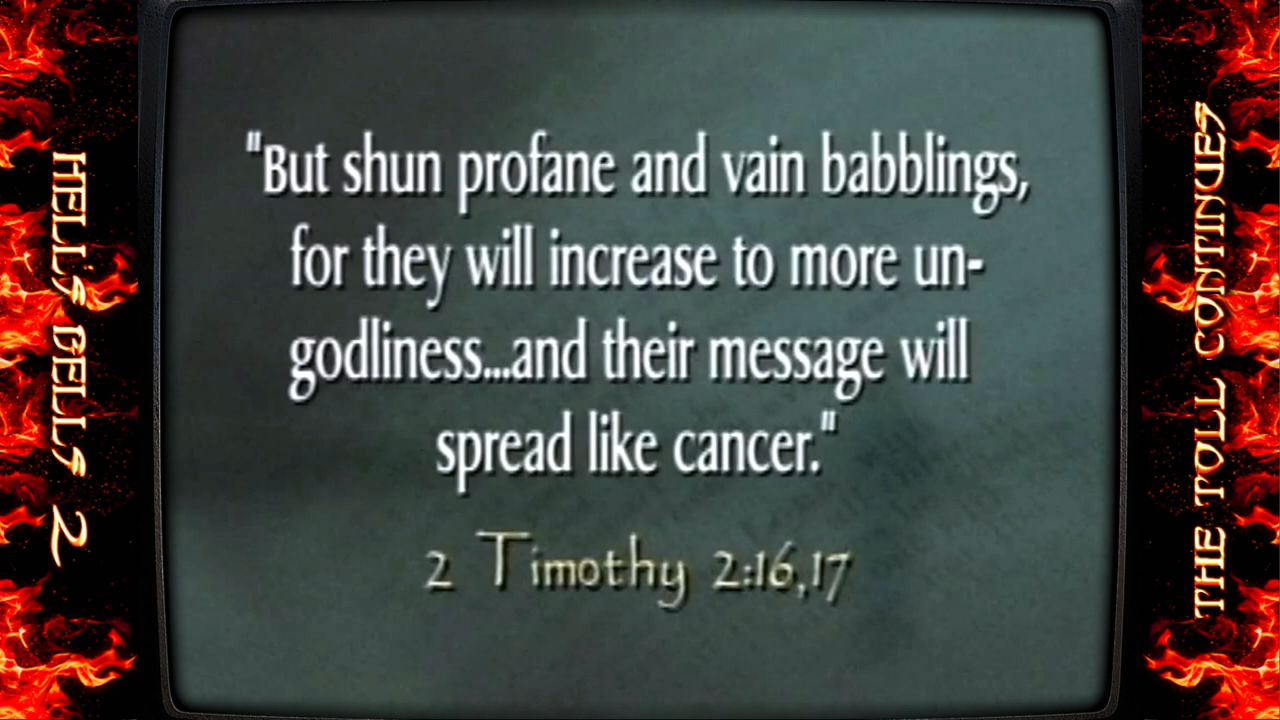 HELL'S BELLS 2
"But shun profane and vain babblings,
for they will increase to more un-
godliness...and their message will
spread like cancer."
2 Timothy 2:16,17
THE TOLL CONTINUES